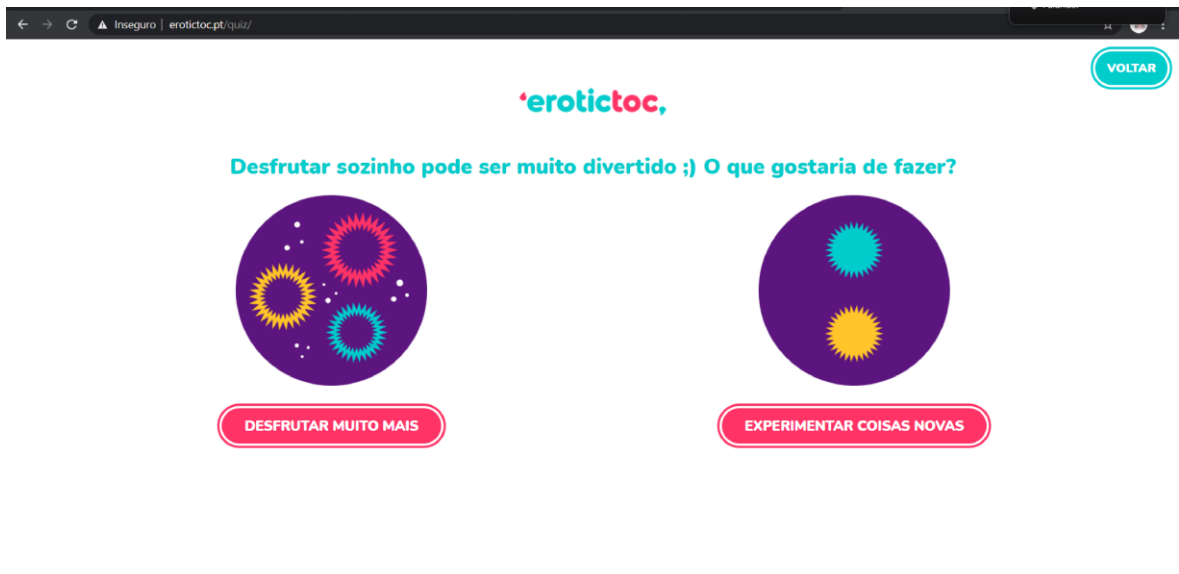 Inseguro | erotictoc.pt/quiz/
VOLTAR
'erotictoc,
Desfrutar sozinho pode ser muito divertido ;) O que gostaria de fazer?
DESFRUTAR MUITO MAIS
EXPERIMENTAR COISAS NOVAS